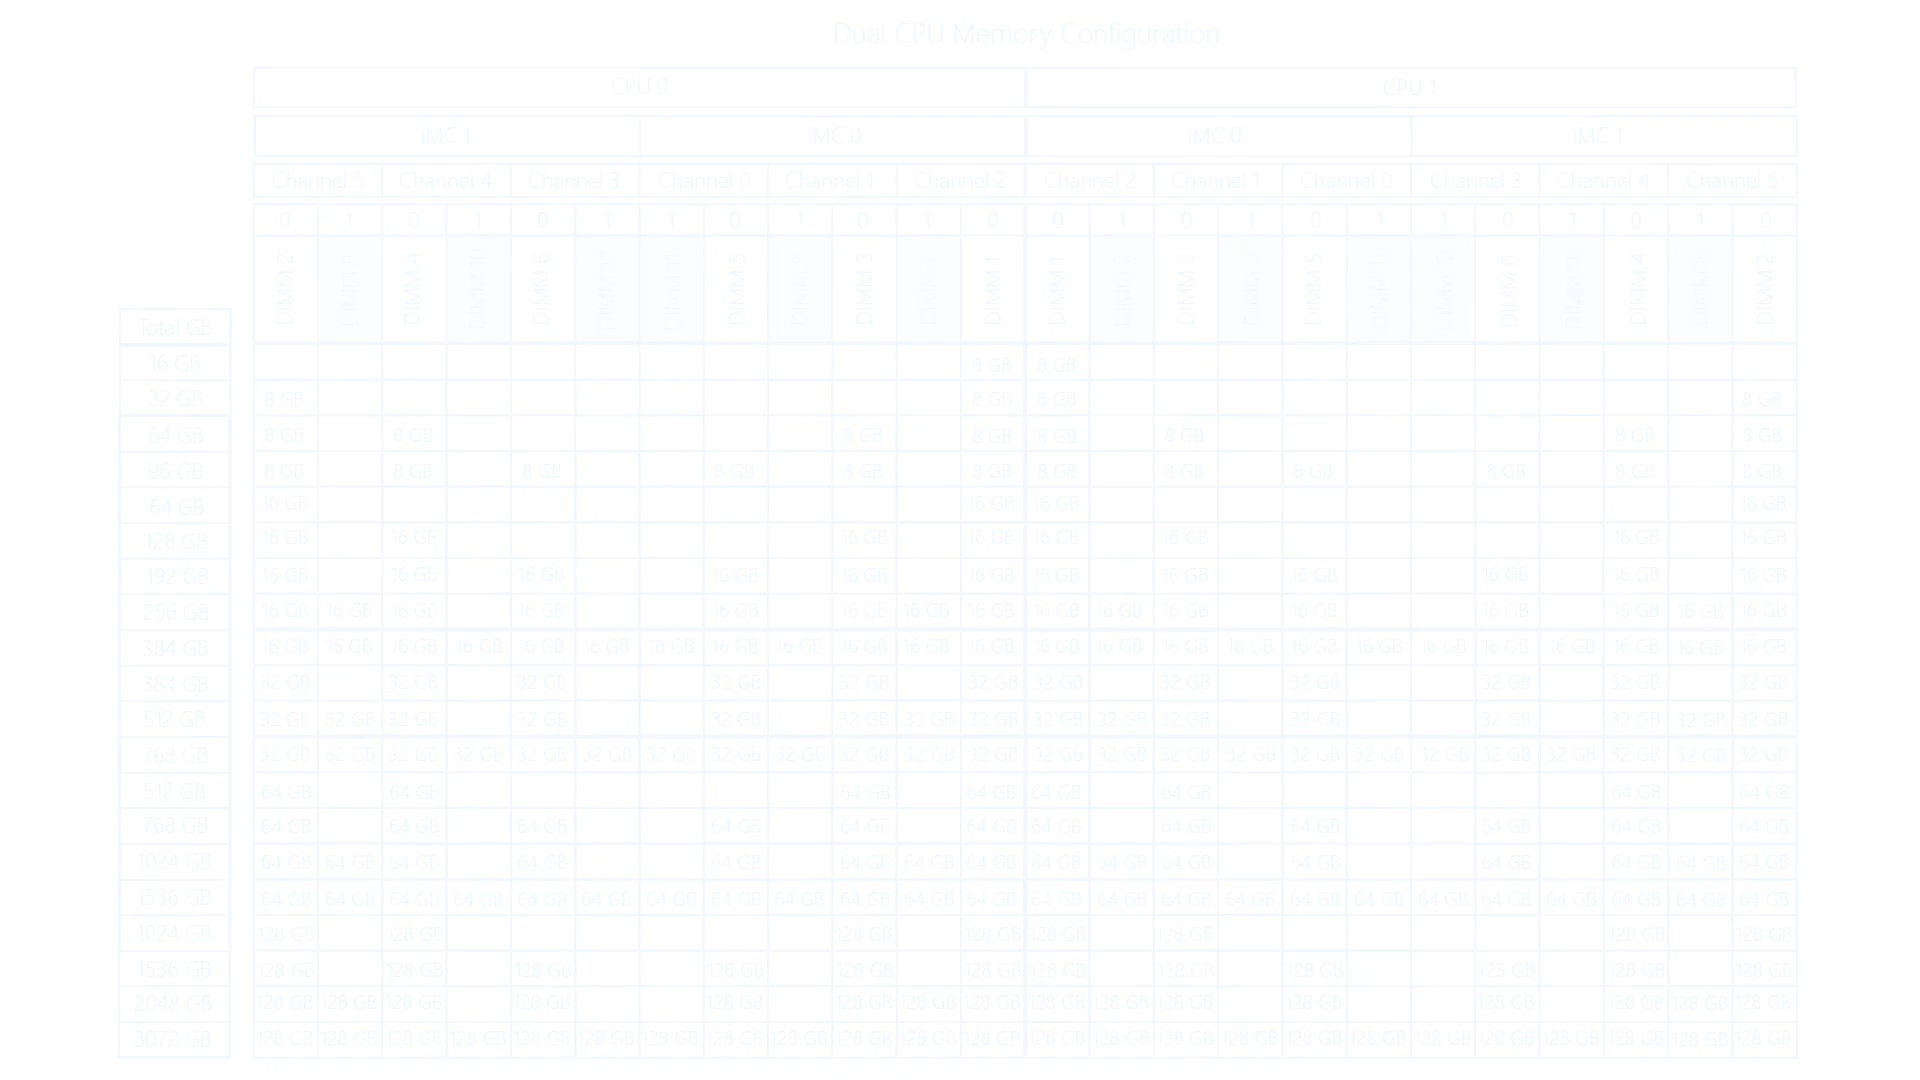 Dual CPU Memory Configuration
CPU 0 CPU 1
iMC 1 iMC 0 iMC 0 iMC 1
Channel 5 Channel 4 Channel 3 Channel 0 Channel 1 Channel 2 Channel 2 Channel 1 Channel 0 Channel 3 Channel 4 Channel 5
0 1 0 1 0 1 1 0 1 0 1 0 0 1 0 1 0 1 1 0 1 0 1 0
DIMM 2 DIMM 4 DIMM 6 DIMM 5 DIMM 3 DIMM 1 DIMM 1 DIMM 3 DIMM 5 DIMM 6 DIMM 4 DIMM 2
Total GB
16 GB 8 GB 8 GB
32 GB 8 GB 8 GB 8 GB 8 GB
64 GB 8 GB 8 GB 8 GB 8 GB 8 GB 8 GB 8 GB 8 GB
96 GB 8 GB 8 GB 8 GB 8 GB 8 GB 8 GB 8 GB 8 GB 8 GB 8 GB 8 GB 8 GB
64 GB 16 GB 16 GB 16 GB 16 GB
128 GB 16 GB 16 GB 16 GB 16 GB 16 GB 16 GB 16 GB 16 GB
192 GB 16 GB 16 GB 16 GB 16 GB 16 GB 16 GB 16 GB 16 GB 16 GB 16 GB 16 GB 16 GB
256 GB 16 GB 16 GB 16 GB 16 GB 16 GB 16 GB 16 GB 16 GB 16 GB 16 GB 16 GB 16 GB 16 GB 16 GB 16 GB 16 GB
384 GB 16 GB 16 GB 16 GB 16 GB 16 GB 16 GB 16 GB 16 GB 16 GB 16 GB 16 GB 16 GB 16 GB 16 GB 16 GB 16 GB 16 GB 16 GB 16 GB 16 GB 16 GB 16 GB 16 GB 16 GB
384 GB 32 GB 32 GB 32 GB 32 GB 32 GB 32 GB 32 GB 32 GB 32 GB 32 GB 32 GB 32 GB
512 GB 32 GB 32 GB 32 GB 32 GB 32 GB 32 GB 32 GB 32 GB 32 GB 32 GB 32 GB 32 GB 32 GB 32 GB 32 GB 32 GB
768 GB 32 GB 32 GB 32 GB 32 GB 32 GB 32 GB 32 GB 32 GB 32 GB 32 GB 32 GB 32 GB 32 GB 32 GB 32 GB 32 GB 32 GB 32 GB 32 GB 32 GB 32 GB 32 GB 32 GB 32 GB
512 GB 64 GB 64 GB 64 GB 64 GB 64 GB 64 GB 64 GB 64 GB
768 GB 64 GB 64 GB 64 GB 64 GB 64 GB 64 GB 64 GB 64 GB 64 GB 64 GB 64 GB 64 GB
1024 GB 64 GB 64 GB 64 GB 64 GB 64 GB 64 GB 64 GB 64 GB 64 GB 64 GB 64 GB 64 GB 64 GB 64 GB 64 GB 64 GB
1536 GB 64 GB 64 GB 64 GB 64 GB 64 GB 64 GB 64 GB 64 GB 64 GB 64 GB 64 GB 64 GB 64 GB 64 GB 64 GB 64 GB 64 GB 64 GB 64 GB 64 GB 64 GB 64 GB 64 GB 64 GB
1024 GB 128 GB 128 GB 128 GB 128 GB 128 GB 128 GB 128 GB 128 GB
1536 GB 128 GB 128 GB 128 GB 128 GB 128 GB 128 GB 128 GB 128 GB 128 GB 128 GB 128 GB 128 GB
2048 GB 128 GB 128 GB 128 GB 128 GB 128 GB 128 GB 128 GB 128 GB 128 GB 128 GB 128 GB 128 GB 128 GB 128 GB 128 GB 128 GB
3072 GB 128 GB 128 GB 128 GB 128 GB 128 GB 128 GB 128 GB 128 GB 128 GB 128 GB 128 GB 128 GB 128 GB 128 GB 128 GB 128 GB 128 GB 128 GB 128 GB 128 GB 128 GB 128 GB 128 GB 128 GB